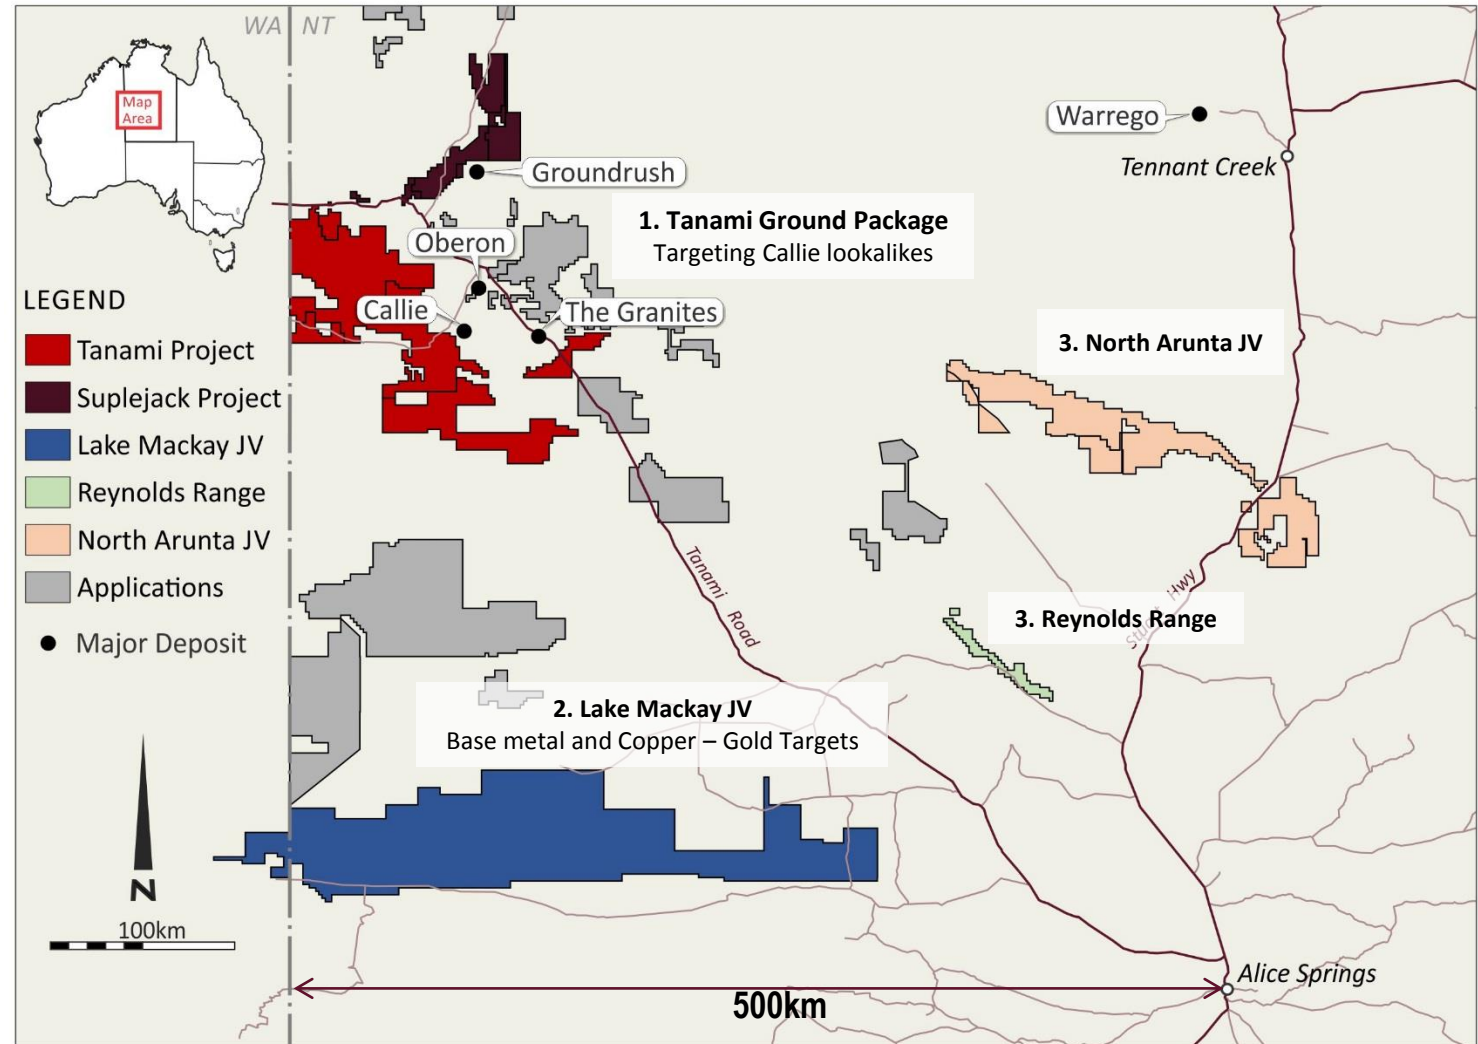 WA
NT
Map
Area
Warrego
Tennant Creek
Groundrush
1. Tanami Ground Package
Targeting Callie lookalikes
Oberon
Callie
The Granites
LEGEND
Tanami Project
Suplejack Project
Lake Mackay JV
Reynolds Range
North Arunta JV
Applications
Major Deposit
3. North Arunta JV
Tanami Road
Stuart Hwy
3. Reynolds Range
2. Lake Mackay JV
Base metal and Copper – Gold Targets
N
100km
Alice Springs
500km